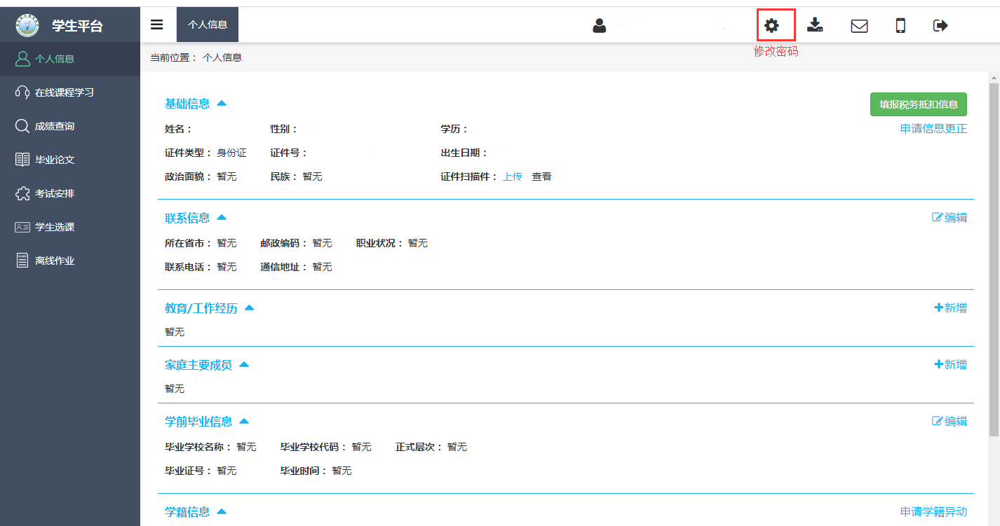 学生平台
个人信息
修改密码
个人信息
在线课程学习
成绩查询
毕业论文
考试安排
学生选课
离线作业
当前位置： 个人信息
基础信息
填报税务抵扣信息
申请信息更正
姓名： 性别： 学历：
证件类型： 身份证 证件号： 出生日期：
政治面貌： 暂无 民族： 暂无 证件扫描件： 上传 查看
联系信息 编辑
所在省市： 暂无 邮政编码： 暂无 职业状况： 暂无
联系电话： 暂无 通信地址： 暂无
教育/工作经历 新增
暂无
家庭主要成员 新增
暂无
学前毕业信息 编辑
毕业学校名称： 暂无 毕业学校代码： 暂无 正式层次： 暂无
毕业证号： 暂无 毕业时间： 暂无
学籍信息 申请学籍异动